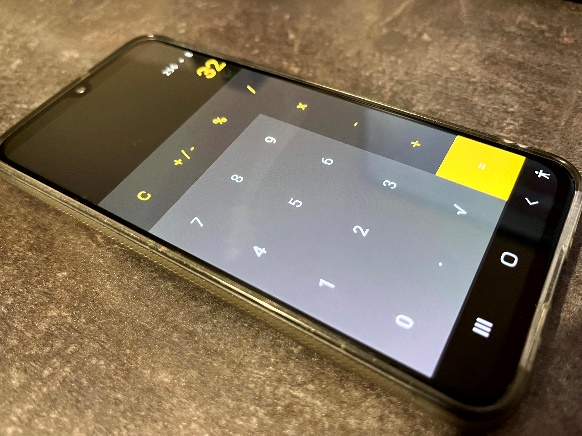 32
C +/- % /
7 8 9 x
4 5 6 -
1 2 3 +
0 . √ =